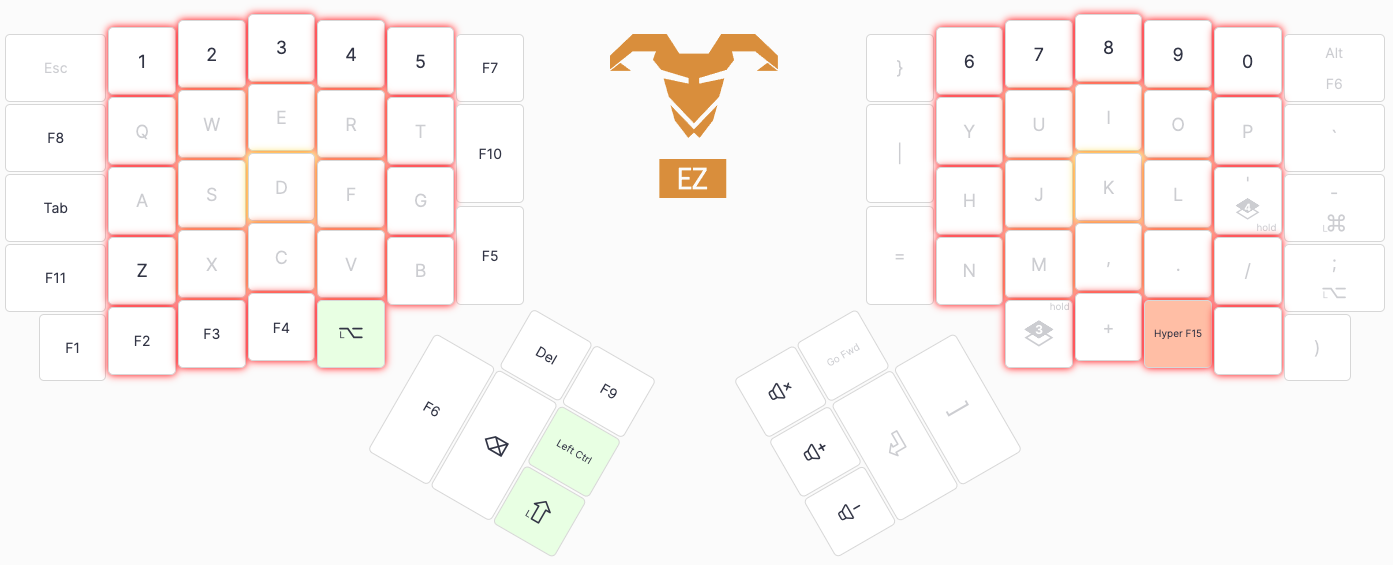 Esc 1 2 3 4 5 F7
F8 Q W E R T F10
Tab A S D F G
F11 Z X C V B F5
F1 F2 F3 F4 L⌥
Del
F9
F6
⌫
Left Ctrl
L⇧
EZ
} 6 7 8 9 0 Alt
F6
| Y U I O P `
H J K L ' -
4
hold
L⌘
= N M , . / ;
L⌥
hold
3
+ Hyper F15 )
Go Fwd